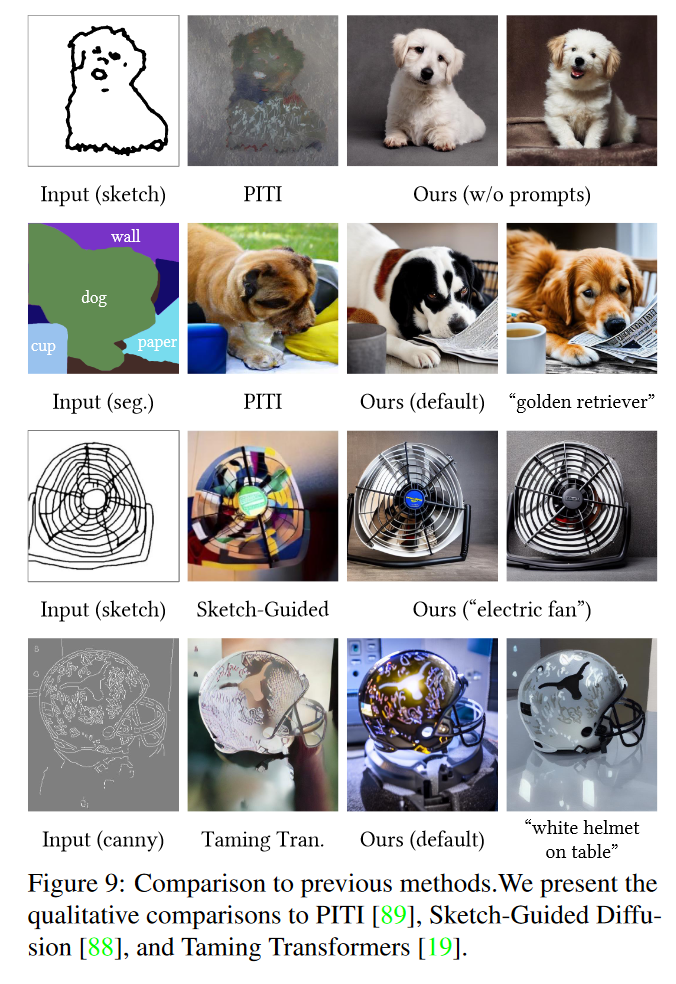 Input (sketch)
PITI
Ours (w/o prompts)
wall
dog
cup
paper
Input (seg.)
PITI
Ours (default)
“golden retriever”
Input (sketch)
Sketch-Guided
Ours (“electric fan”)
Input (canny)
Taming Tran.
Ours (default)
“white helmet
on table”
Figure 9: Comparison to previous methods.We present the
qualitative comparisons to PITI [89], Sketch-Guided Diffu-
sion [88], and Taming Transformers [19].